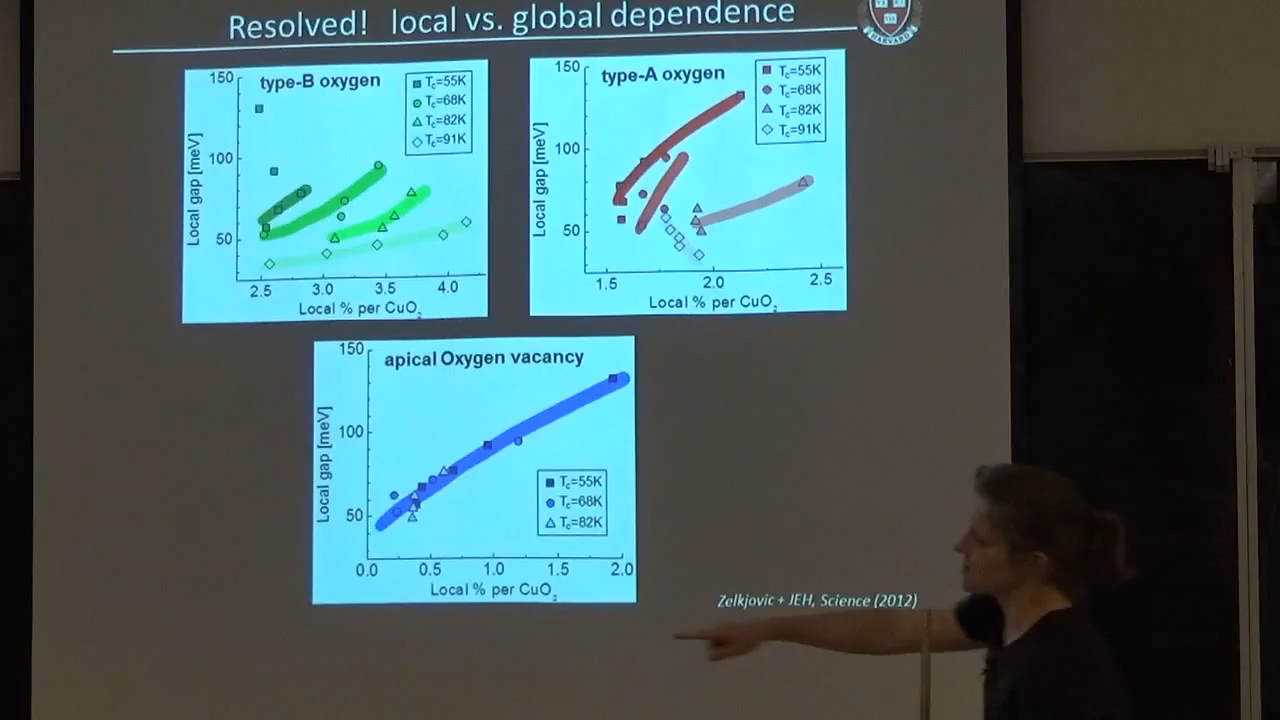 Resolved! local vs. global dependence
VE RI
TAS
HARVARD
type-B oxygen
150
100
50
Local gap [meV]
Tc=55K
Tc=68K
Tc=82K
Tc=91K
2.5 3.0 3.5 4.0
Local % per CuO2
type-A oxygen
150
100
50
Local gap [meV]
Tc=55K
Tc=68K
Tc=82K
Tc=91K
1.5 2.0 2.5
Local % per CuO2
apical Oxygen vacancy
150
100
50
Local gap [meV]
Tc=55K
Tc=68K
Tc=82K
0.0 0.5 1.0 1.5 2.0
Local % per CuO2
Zelkjovic + JEH, Science (2012)